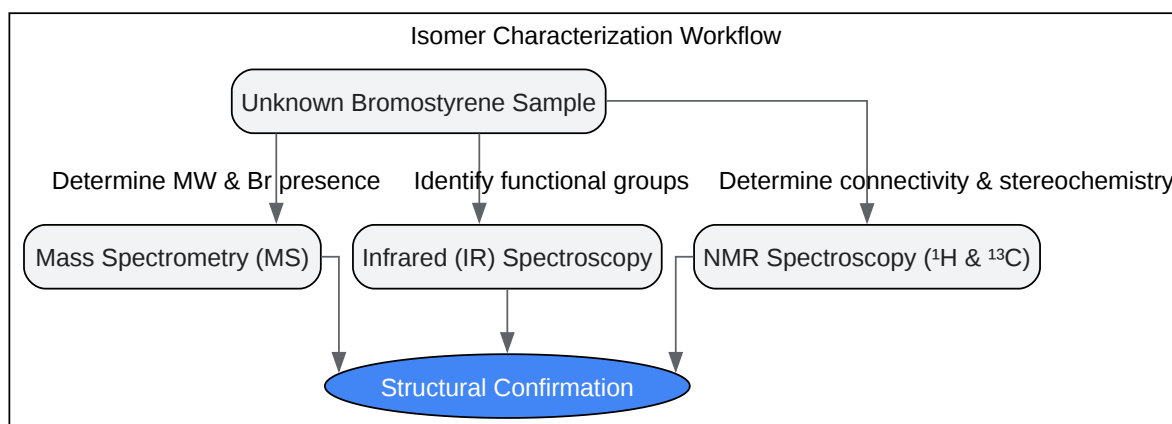 Isomer Characterization Workflow
Unknown Bromostyrene Sample
Determine MW & Br presence
Identify functional groups
Determine connectivity & stereochemistry
Mass Spectrometry (MS)
Infrared (IR) Spectroscopy
NMR Spectroscopy (¹H & ¹³C)
Structural Confirmation